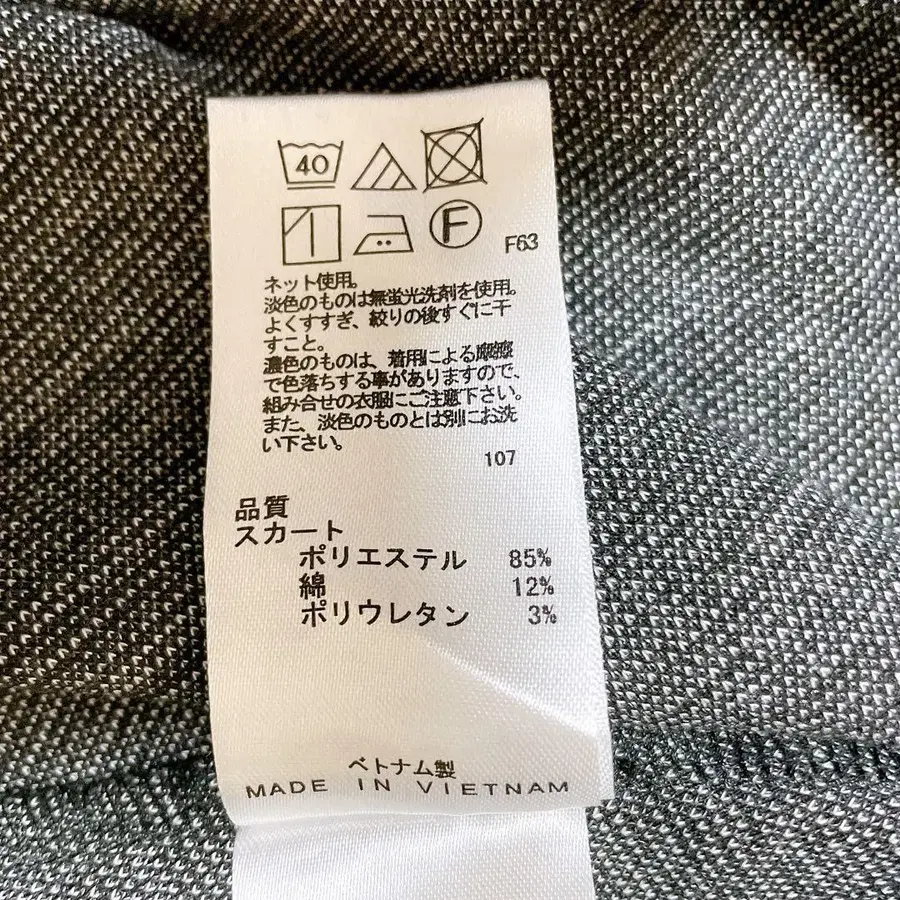 40
F
F63
ネット使用。
淡色のものは無蛍光洗剤を使用。
よくすすぎ、絞りの後すぐに干
すこと。
濃色のものは、着用による摩擦
で色落ちする事がありますので、
組み合せの衣服にご注意下さい。
また、淡色のものとは別にお洗
い下さい。
107
品質
スカート
ポリエステル 85%
綿 12%
ポリウレタン 3%
ベトナム製
MADE IN VIETNAM